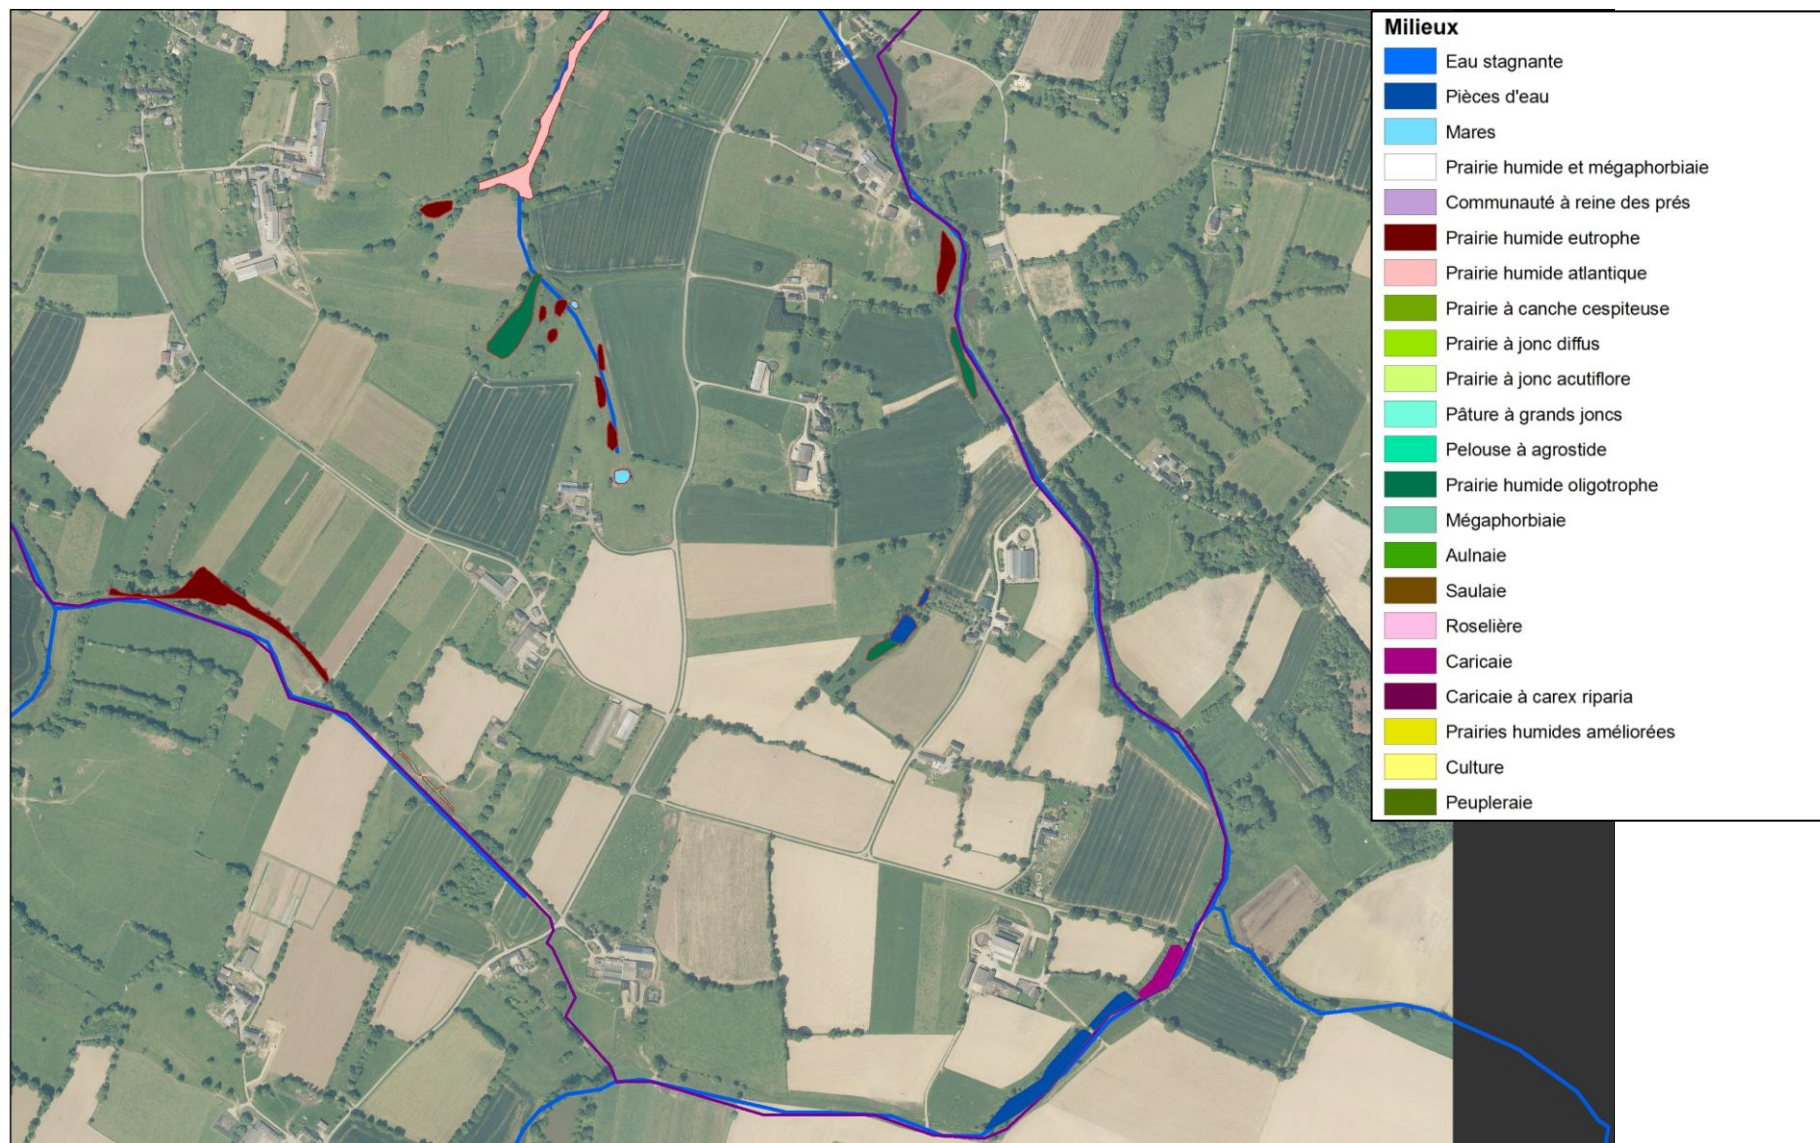 Milieux
Eau stagnante
Pièces d'eau
Mares
Prairie humide et mégaphorbiaie
Communauté à reine des prés
Prairie humide eutrophe
Prairie humide atlantique
Prairie à canche cespiteuse
Prairie à jonc diffus
Prairie à jonc acutiflore
Pâture à grands joncs
Pelouse à agrostide
Prairie humide oligotrophe
Mégaphorbiaie
Aulnaie
Saulaie
Roselière
Caricaie
Caricaie à carex riparia
Prairies humides améliorées
Culture
Peupleraie